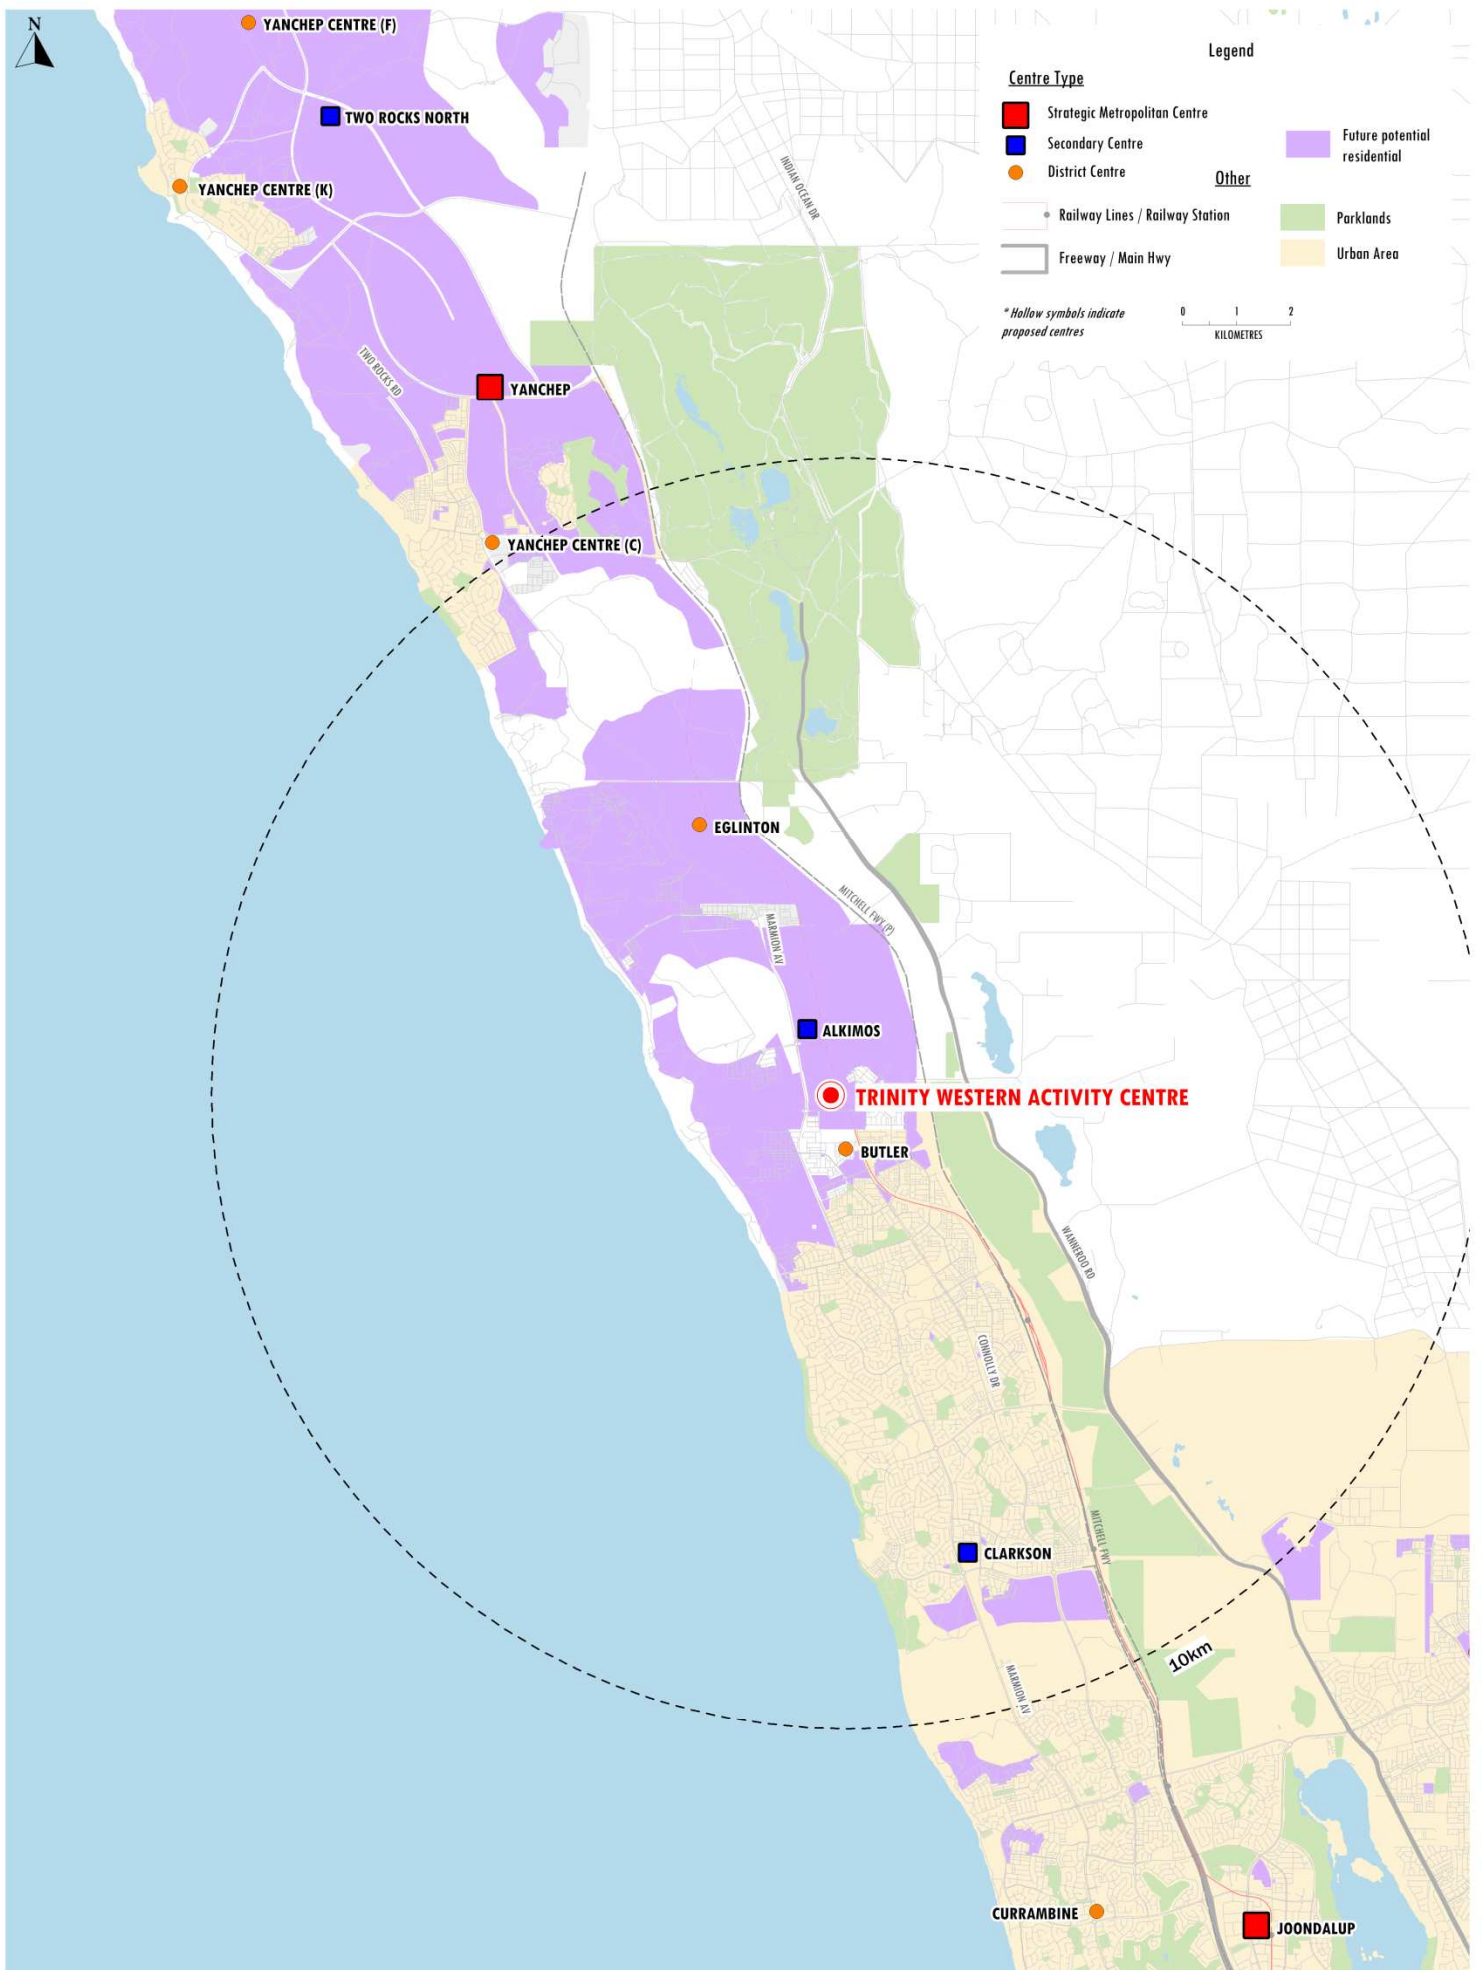 N
YANCHEP CENTRE (F)
TWO ROCKS NORTH
YANCHEP CENTRE (K)
INDIAN OCEAN DR
Legend
Centre Type
Strategic Metropolitan Centre
Secondary Centre
District Centre
Future potential
residential
Other
Railway Lines / Railway Station
Parklands
Freeway / Main Hwy
Urban Area
* Hollow symbols indicate
proposed centres
0 1 2
KILOMETRES
TWO ROCKS RD
YANCHEP
YANCHEP CENTRE (C)
EGLINTON
MITCHELL FWY (P)
MARMION AV
ALKIMOS
TRINITY WESTERN ACTIVITY CENTRE
BUTLER
WANNEROO RD
CONNOLLY DR
MITCHELL FWY
CLARKSON
10km
MARMION AV
CURRAMBINE
JOONDALUP